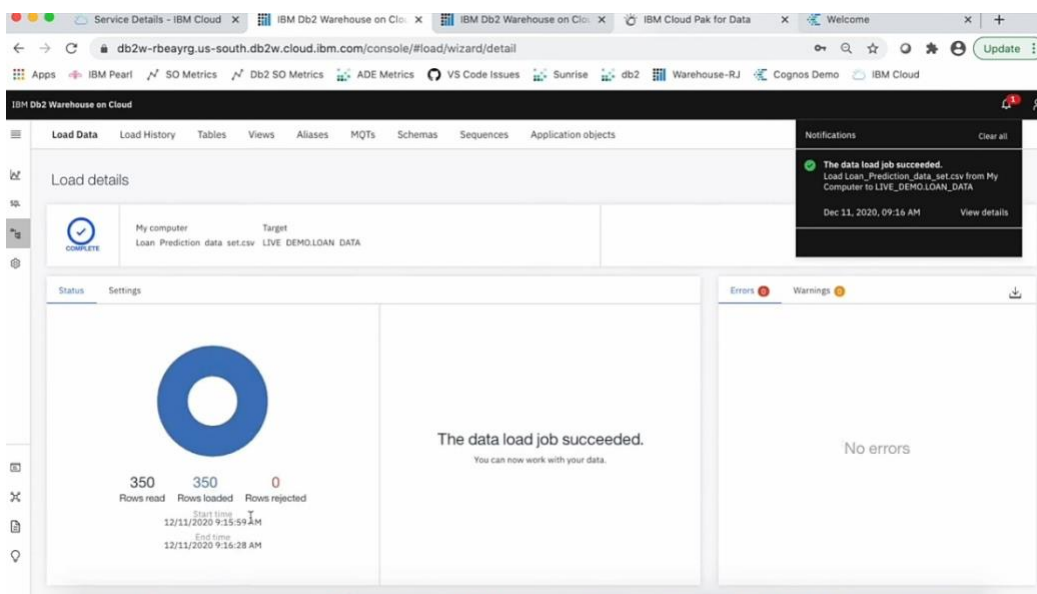 Service Details - IBM Cloud
IBM Db2 Warehouse on Clo
IBM Db2 Warehouse on Clou
IBM Cloud Pak for Data
Welcome
db2w-rbeayrg.us-south.db2w.cloud.ibm.com/console/#load/wizard/detail
Update
Apps IBM Pearl SO Metrics Db2 SO Metrics ADE Metrics VS Code Issues Sunrise db2 Warehouse-RJ Cognos Demo IBM Cloud
IBM Db2 Warehouse on Cloud
1
Load Data Load History Tables Views Aliases MQTs Schemas Sequences Application objects
Notifications Clear all
The data load job succeeded.
Load Loan_Prediction_data_set.csv from My
Computer to LIVE_DEMO.LOAN_DATA
Dec 11, 2020, 09:16 AM View details
SQL
Load details
COMPLETE
My computer Target
Loan Prediction data set.csv LIVE DEMO.LOAN DATA
Status Settings
Errors 0 Warnings 0
The data load job succeeded.
You can now work with your data.
No errors
350 350 0
Rows read Rows loaded Rows rejected
Start time
12/11/2020 9:15:59 AM
End time
12/11/2020 9:16:28 AM